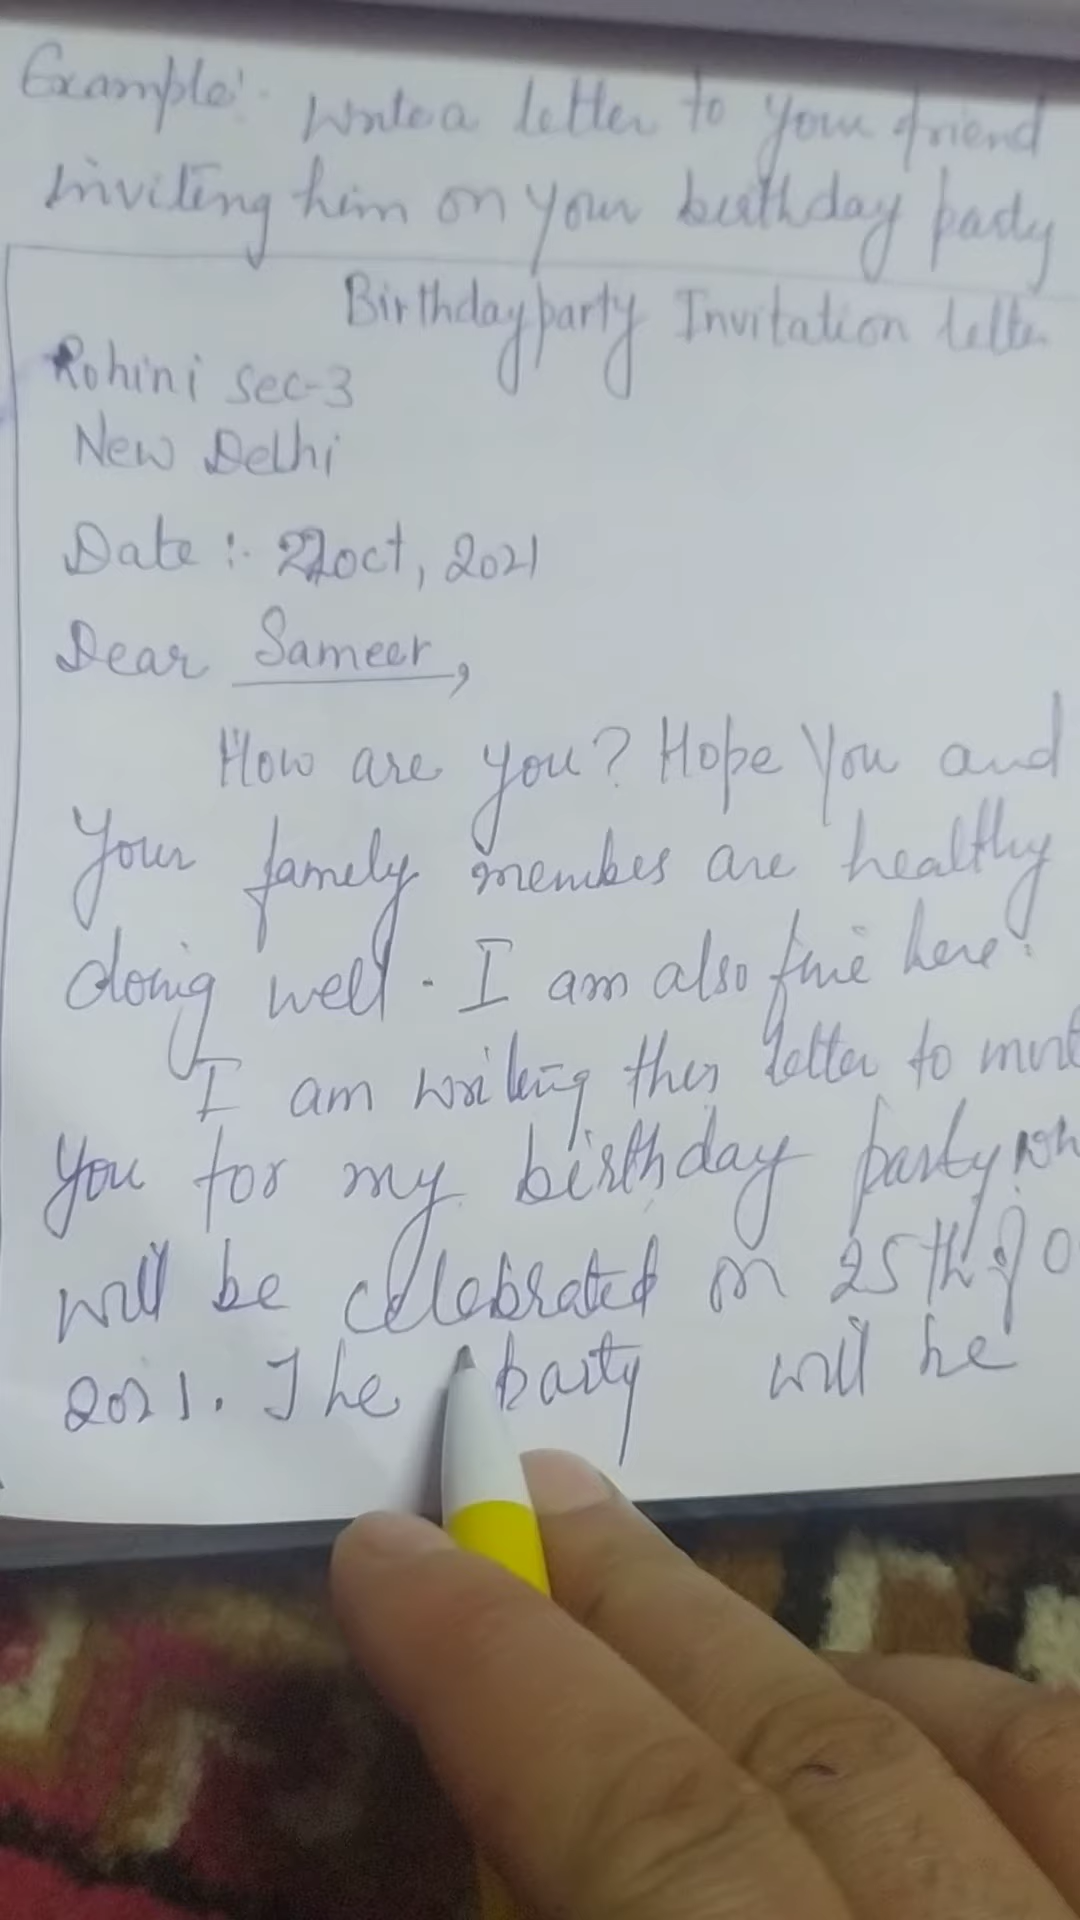 Example:- Write a letter to your friend
inviting him on your birthday party
Birthday party Invitation letter
Rohini sec-3
New Delhi
Date :- 22 oct, 2021
Dear Sameer,
How are you? Hope You and
Your family membes are healthy
doing well. I am also fine here.
I am writing this letter to
you for my birthday party
will be celebrated on 25th of
2021. The party will be